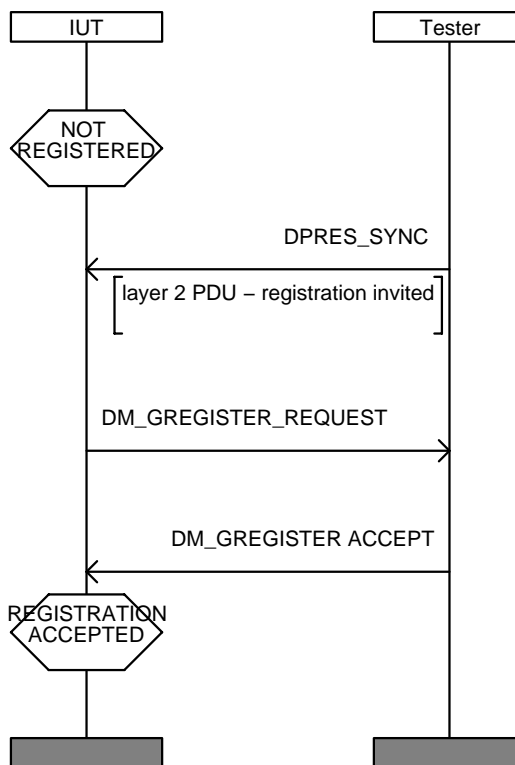 IUT
Tester
NOT
REGISTERED
DPRES_SYNC
layer 2 PDU – registration invited
DM_GREGISTER_REQUEST
DM_GREGISTER ACCEPT
REGISTRATION
ACCEPTED